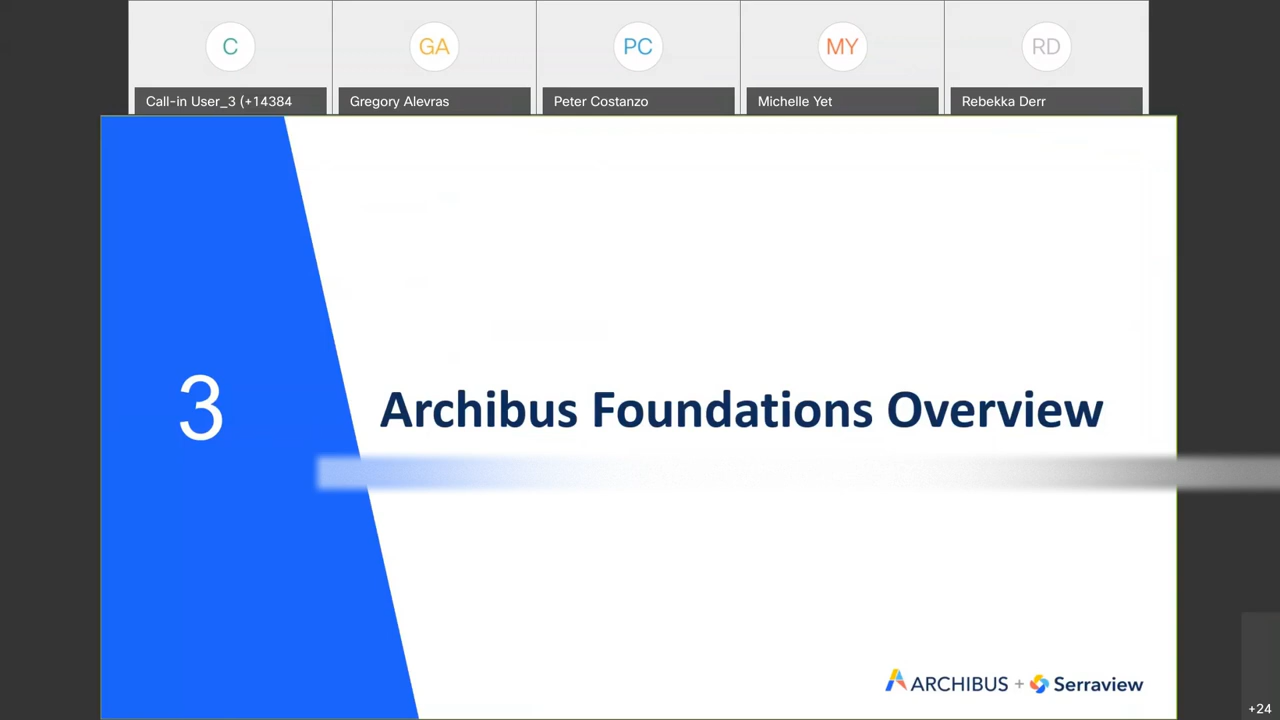 C
GA
PC
MY
RD
Call-in User_3 (+14384
Gregory Alevras
Peter Costanzo
Michelle Yet
Rebekka Derr
3
Archibus Foundations Overview
ARCHIBUS + Serraview
+24